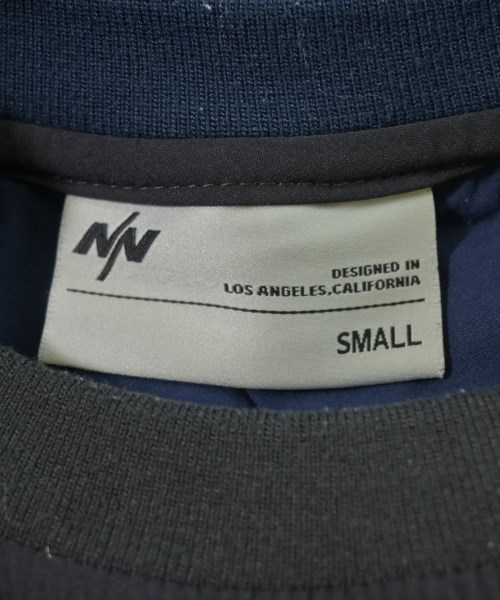 N/N
DESIGNED IN
LOS ANGELES,CALIFORNIA
SMALL